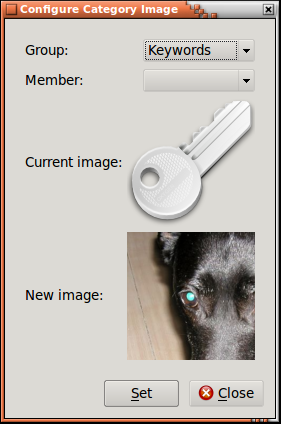 Configure Category Image
Group: Keywords
Member:
Current image:
New image:
Set Close